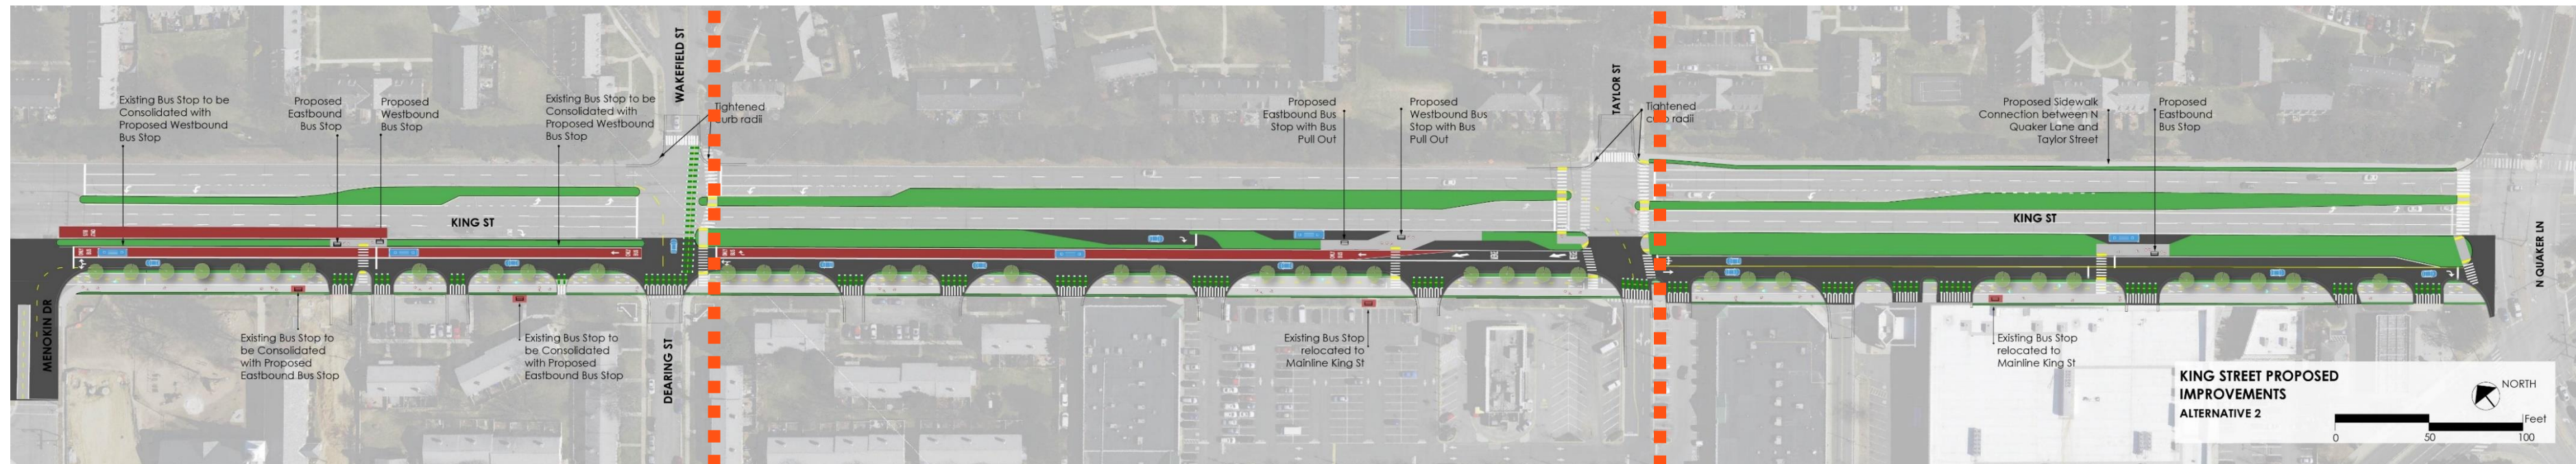 WAKEFIELD ST
Existing Bus Stop to be
Consolidated with
Proposed Westbound
Bus Stop
Proposed
Eastbound
Bus Stop
Proposed
Westbound
Bus Stop
Existing Bus Stop to be
Consolidated with
Proposed Westbound
Bus Stop
Tightened
curb radii
Proposed
Eastbound Bus
Stop with Bus
Pull Out
Proposed
Westbound Bus
Stop with Bus
Pull Out
TAYLOR ST
Tightened
curb radii
Proposed Sidewalk
Connection between N
Quaker Lane and
Taylor Street
Proposed
Eastbound
Bus Stop
KING ST
KING ST
MENOKIN DR
Existing Bus Stop to
be Consolidated
with Proposed
Eastbound Bus Stop
Existing Bus Stop to
be Consolidated
with Proposed
Eastbound Bus Stop
DEARING ST
Existing Bus Stop
relocated to
Mainline King St
Existing Bus Stop
relocated to
Mainline King St
N QUAKER LN
KING STREET PROPOSED
IMPROVEMENTS
ALTERNATIVE 2
NORTH
Feet
0 50 100